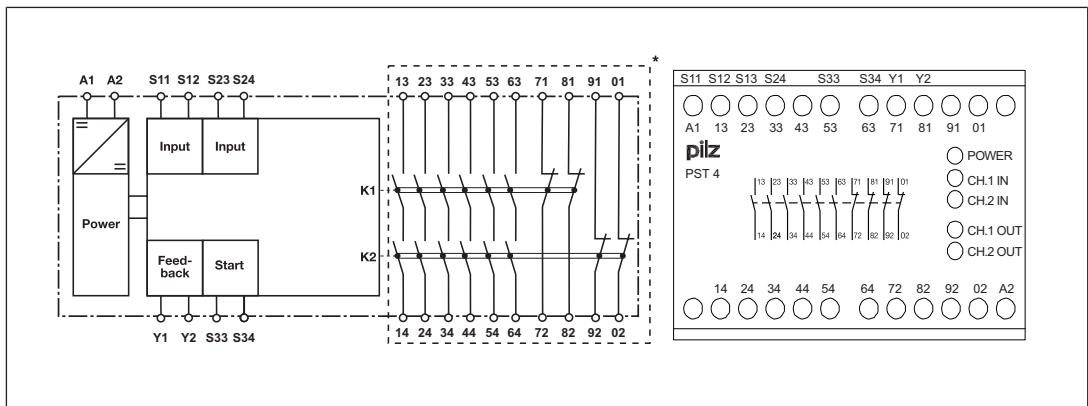 A1 A2 S11 S12 S23 S24
13 23 33 43 53 63 71 81 91 01
*
Input Input
Power
Feed-
back
Start
K1
K2
Y1 Y2 S33 S34
14 24 34 44 54 64 72 82 92 02
S11 S12 S13 S24 S33 S34 Y1 Y2
A1 13 23 33 43 53 63 71 81 91 01
pilz
PST 4
POWER
CH.1 IN
CH.2 IN
CH.1 OUT
CH.2 OUT
13 23 33 43 53 63 71 81 91 01
14 24 34 44 54 64 72 82 92 02
14 24 34 44 54 64 72 82 92 02 A2